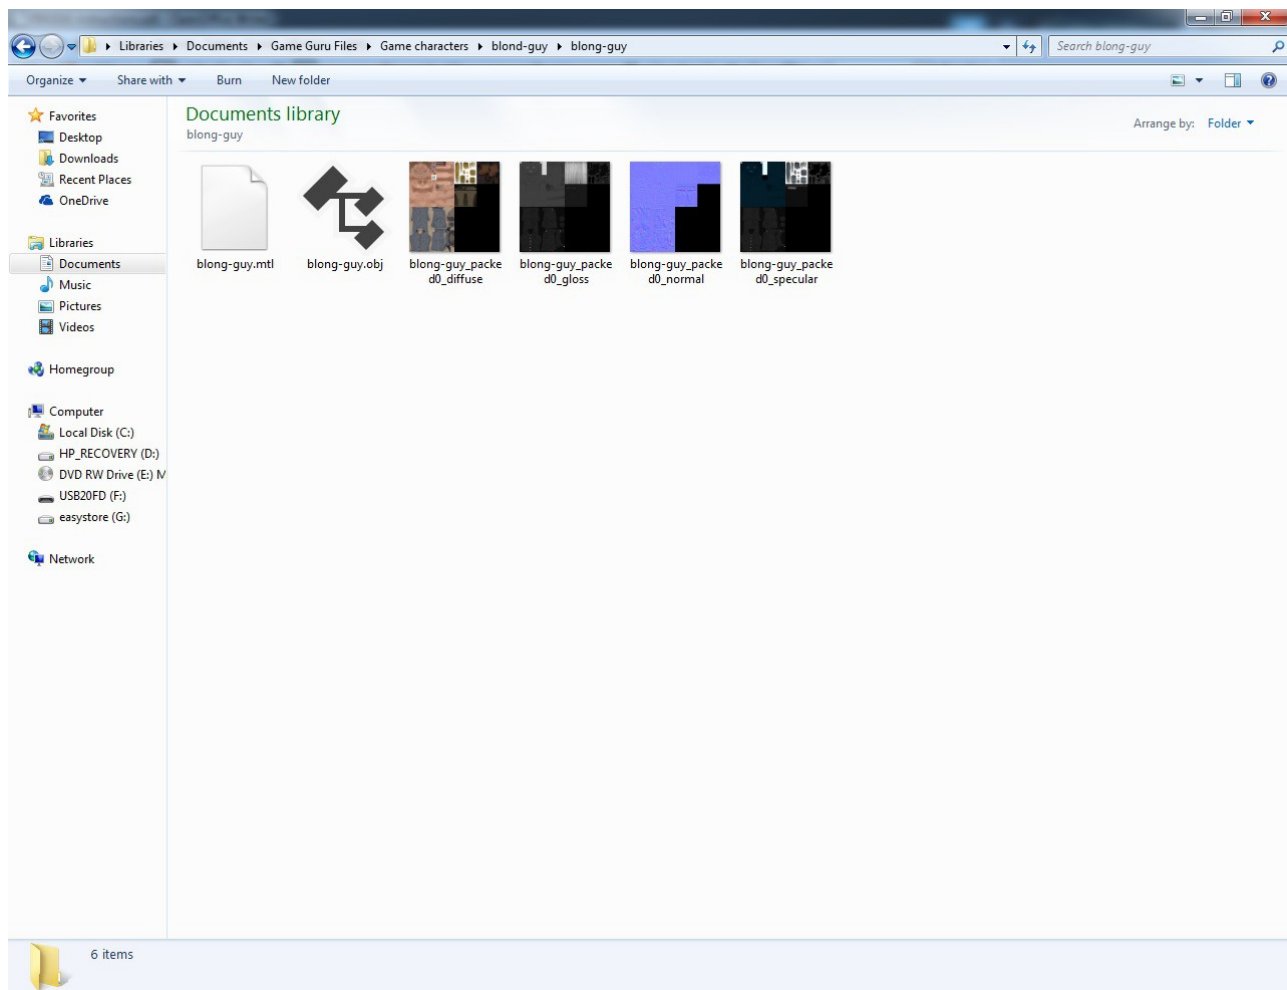 Libraries ▸ Documents ▸ Game Guru Files ▸ Game characters ▸ blond-guy ▸ blong-guy
Search blong-guy
Organize Share with Burn New folder
Favorites
Desktop
Downloads
Recent Places
OneDrive
Libraries
Documents
Music
Pictures
Videos
Homegroup
Computer
Local Disk (C:)
HP_RECOVERY (D:)
DVD RW Drive (E:) M
USB20FD (F:)
easystore (G:)
Network
Documents library
blong-guy
Arrange by: Folder
blong-guy.mtl
blong-guy.obj
blong-guy_packe
d0_diffuse
blong-guy_packe
d0_gloss
blong-guy_packe
d0_normal
blong-guy_packe
d0_specular
6 items